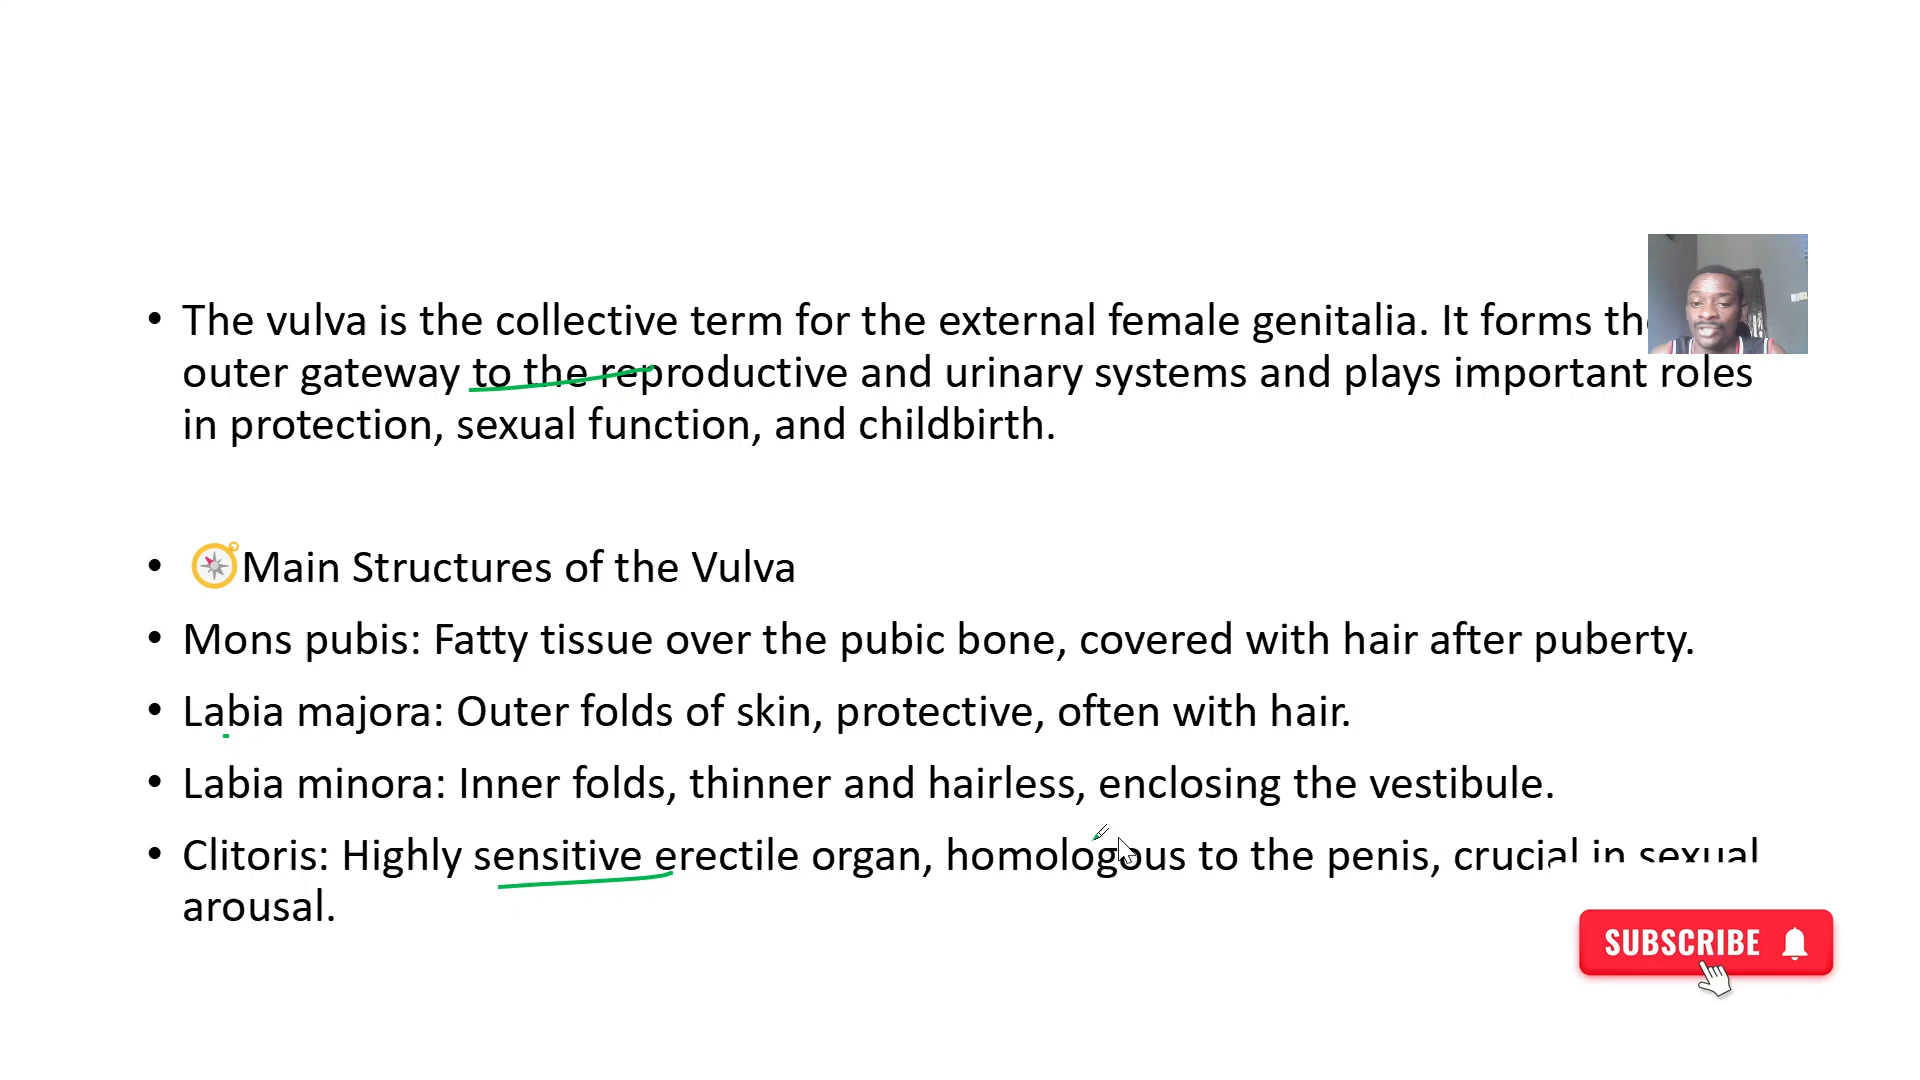 • The vulva is the collective term for the external female genitalia. It forms the
outer gateway to the reproductive and urinary systems and plays important roles
in protection, sexual function, and childbirth.
• Main Structures of the Vulva
• Mons pubis: Fatty tissue over the pubic bone, covered with hair after puberty.
• Labia majora: Outer folds of skin, protective, often with hair.
• Labia minora: Inner folds, thinner and hairless, enclosing the vestibule.
• Clitoris: Highly sensitive erectile organ, homologous to the penis, crucial in sexual
arousal.
SUBSCRIBE